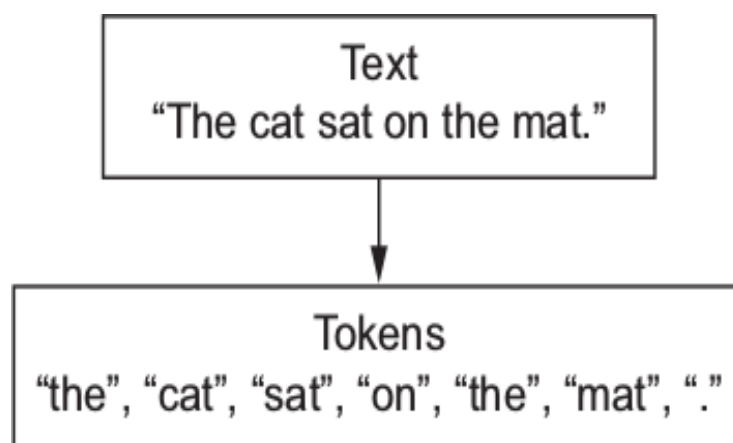 Text
“The cat sat on the mat.”
Tokens
“the”, “cat”, “sat”, “on”, “the”, “mat”, “.”